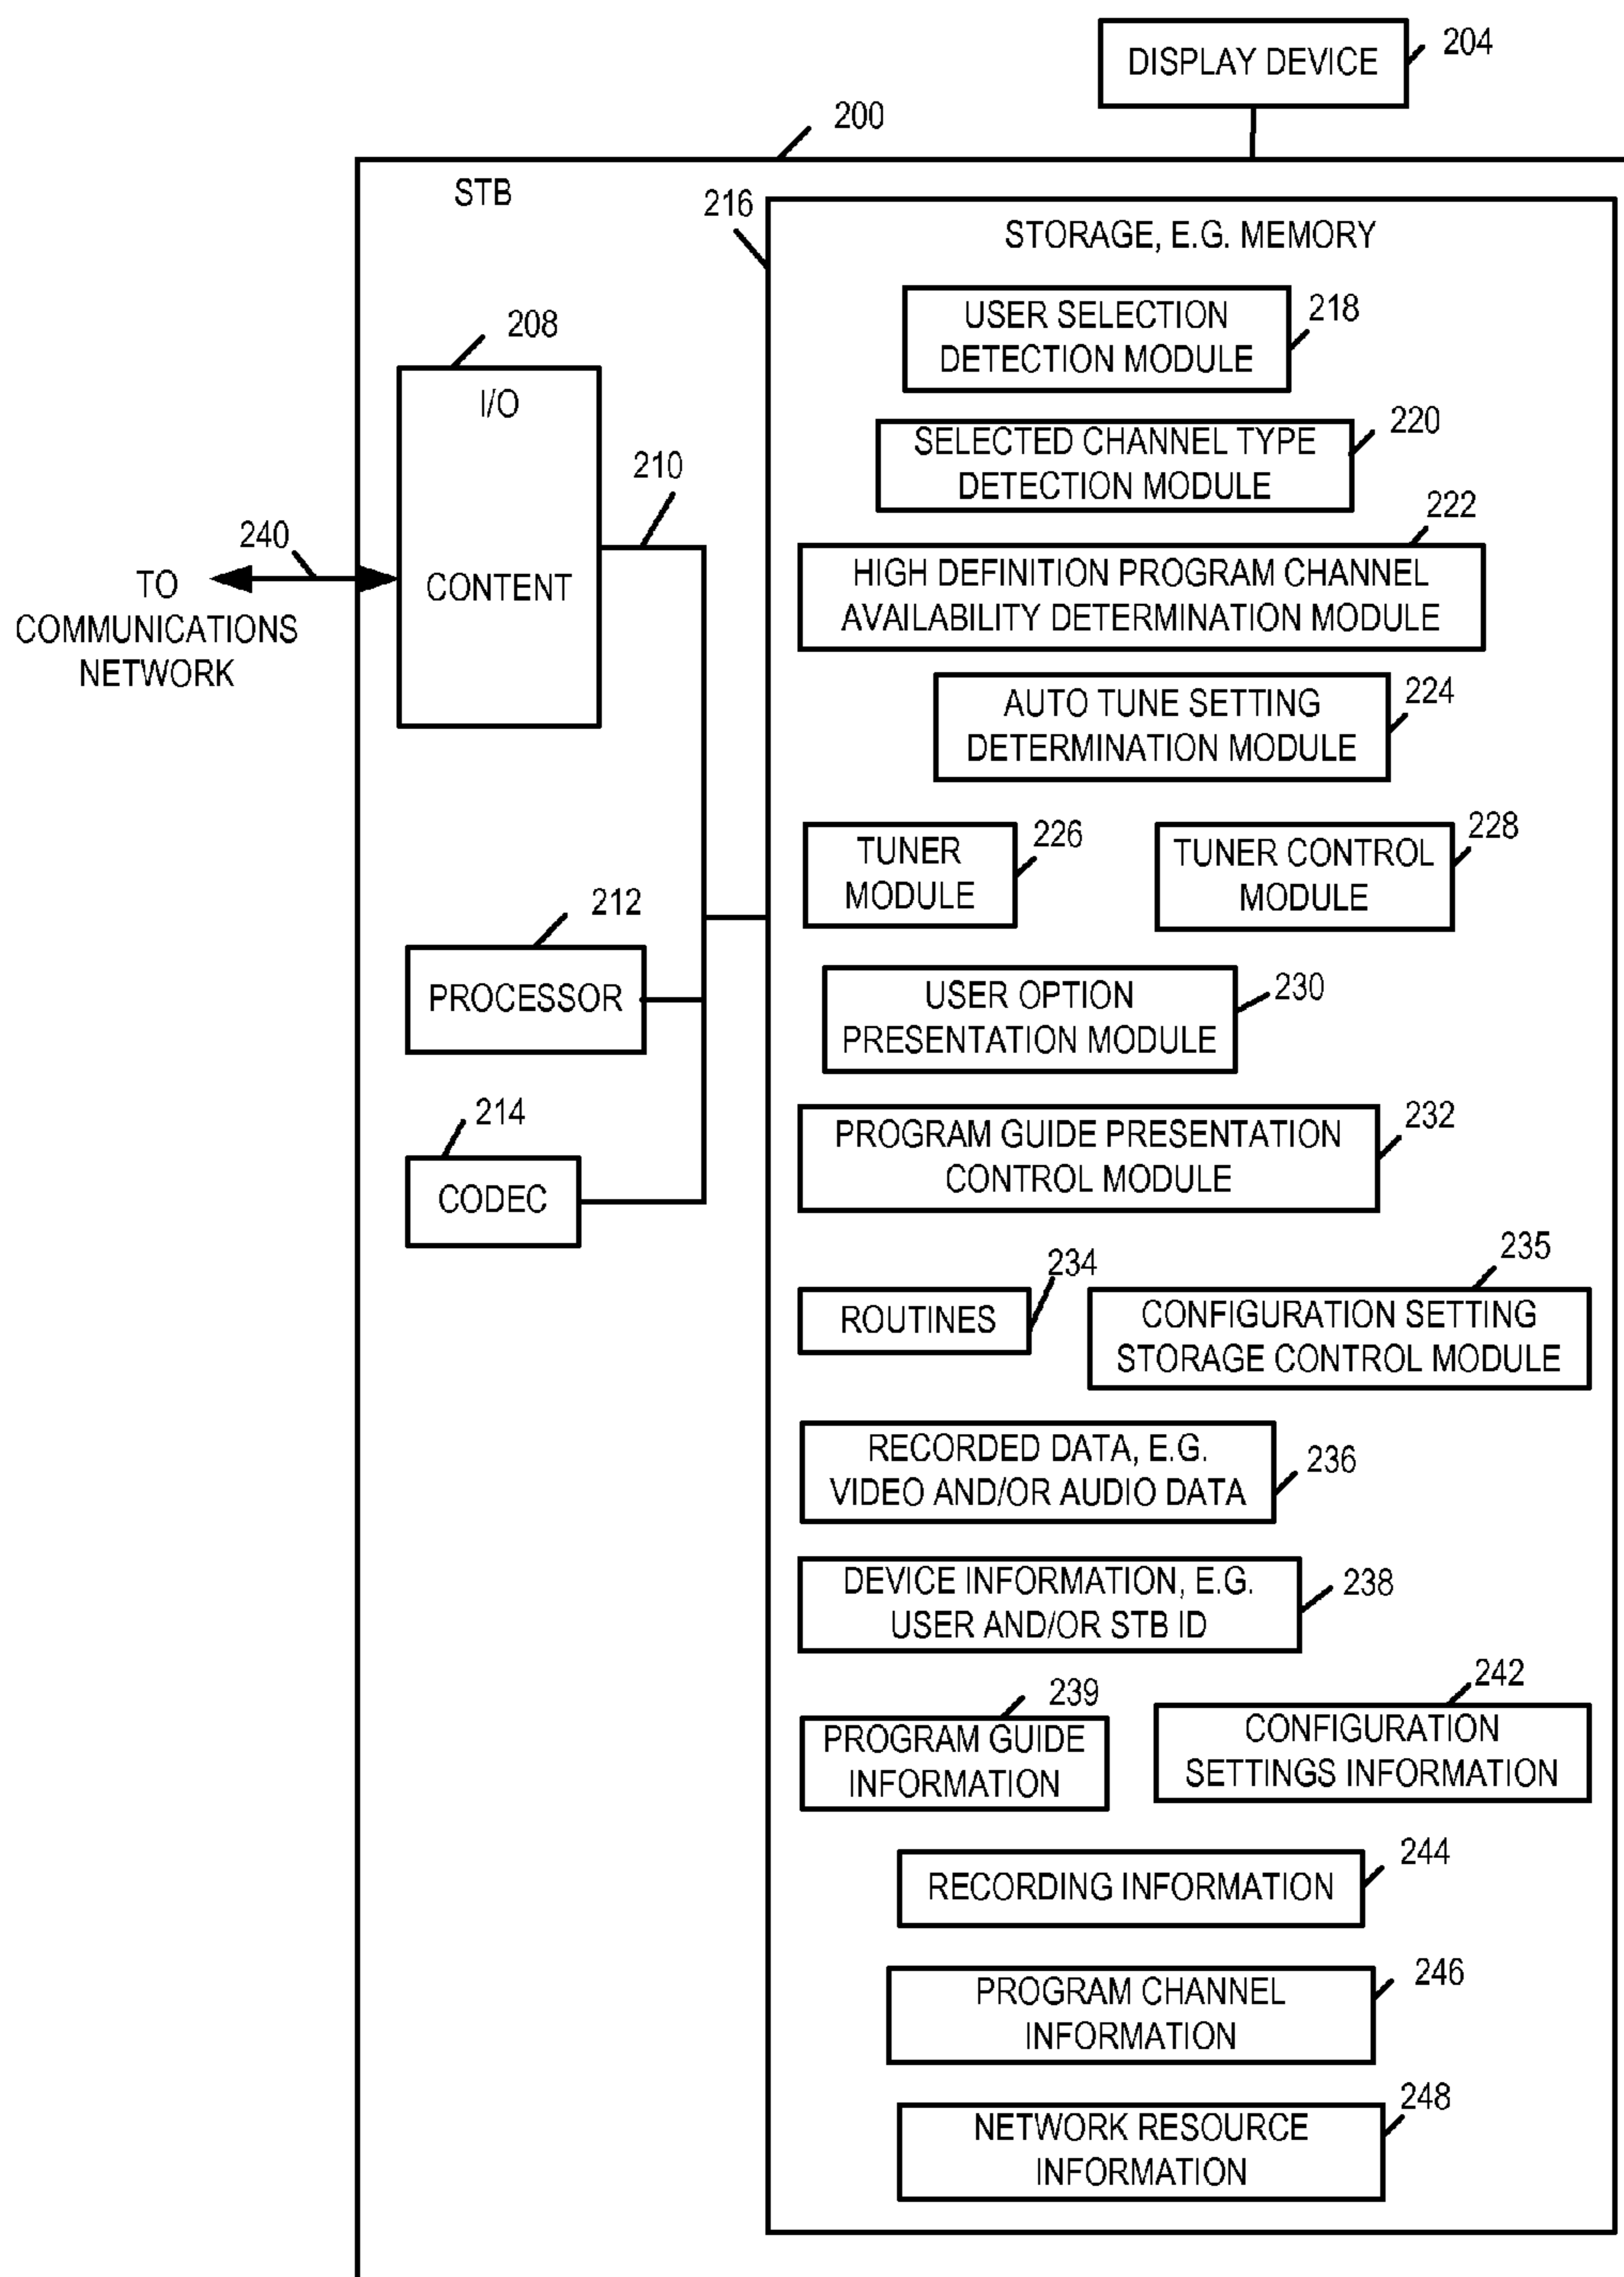 DISPLAY DEVICE
204
200
STB
216
STORAGE, E.G. MEMORY
208
I/O
CONTENT
210
240
TO
COMMUNICATIONS
NETWORK
212
PROCESSOR
214
CODEC
USER SELECTION
DETECTION MODULE
218
SELECTED CHANNEL TYPE
DETECTION MODULE
220
222
HIGH DEFINITION PROGRAM CHANNEL
AVAILABILITY DETERMINATION MODULE
AUTO TUNE SETTING
DETERMINATION MODULE
224
TUNER
MODULE
226
TUNER CONTROL
MODULE
228
USER OPTION
PRESENTATION MODULE
230
PROGRAM GUIDE PRESENTATION
CONTROL MODULE
232
ROUTINES
234
235
CONFIGURATION SETTING
STORAGE CONTROL MODULE
RECORDED DATA, E.G.
VIDEO AND/OR AUDIO DATA
236
DEVICE INFORMATION, E.G.
USER AND/OR STB ID
238
239
PROGRAM GUIDE
INFORMATION
242
CONFIGURATION
SETTINGS INFORMATION
RECORDING INFORMATION
244
PROGRAM CHANNEL
INFORMATION
246
NETWORK RESOURCE
INFORMATION
248